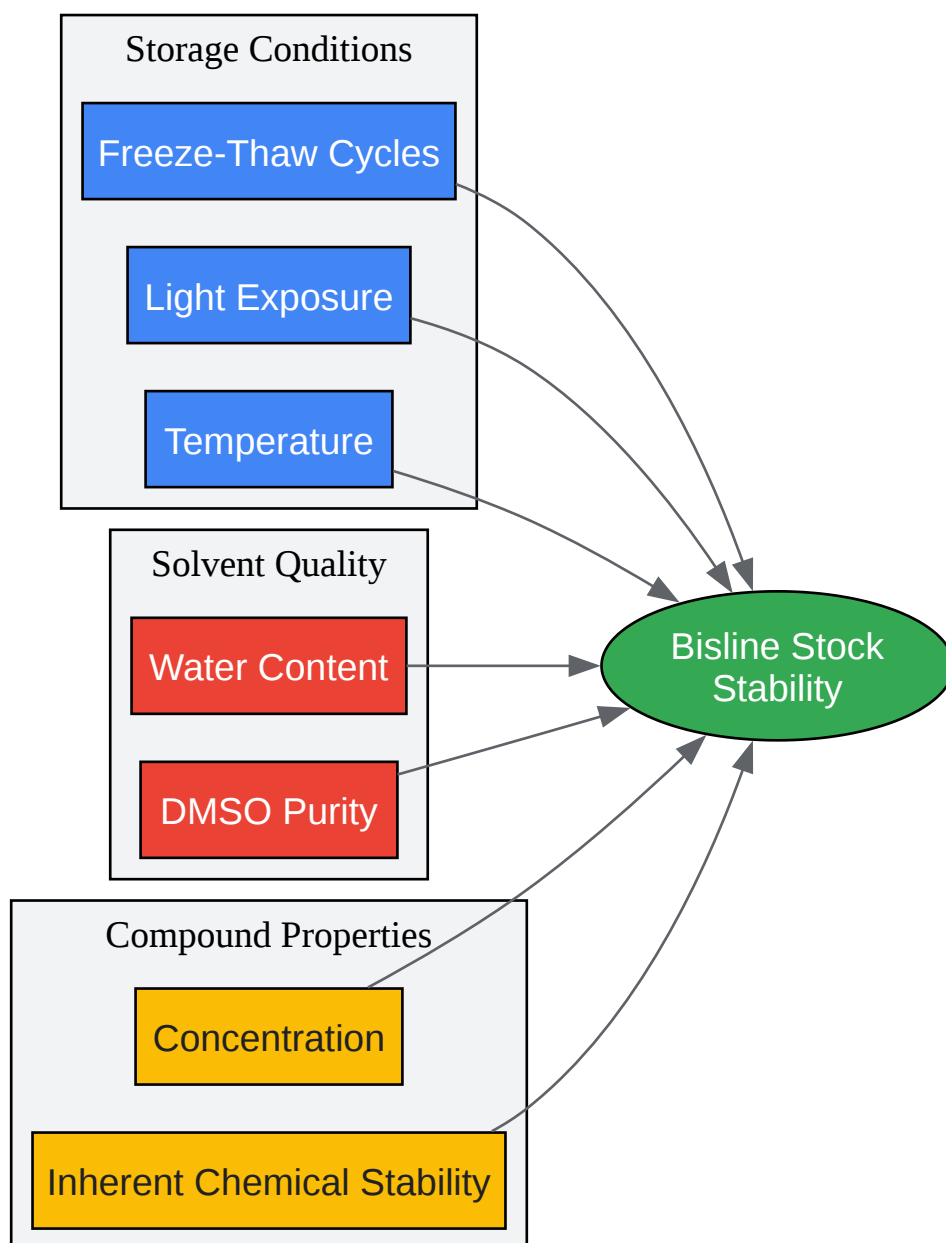 Storage Conditions
Freeze-Thaw Cycles
Light Exposure
Temperature
Solvent Quality
Water Content
DMSO Purity
Bisline Stock
Stability
Compound Properties
Concentration
Inherent Chemical Stability